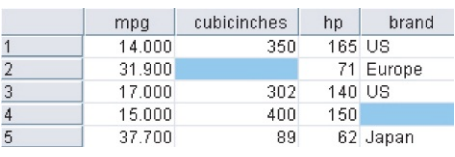 mpg cubicinches hp brand
1 14.000 350 165 US
2 31.900 71 Europe
3 17.000 302 140 US
4 15.000 400 150
5 37.700 89 62 Japan